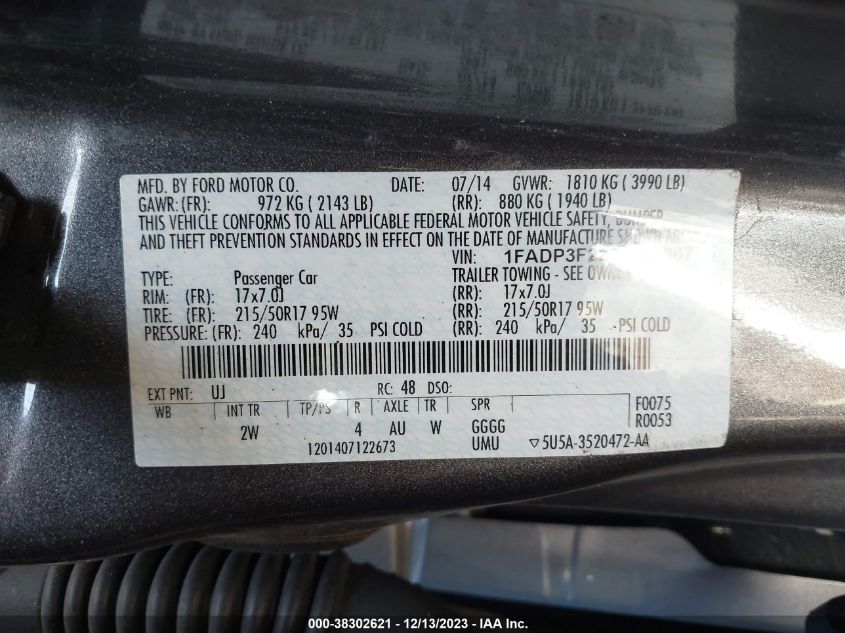 MFD. BY FORD MOTOR CO. DATE: 07/14 GVWR: 1810 KG ( 3990 LB)
GAWR: (FR): 972 KG ( 2143 LB) (RR): 880 KG ( 1940 LB)
THIS VEHICLE CONFORMS TO ALL APPLICABLE FEDERAL MOTOR VEHICLE SAFETY, BUMPER
AND THEFT PREVENTION STANDARDS IN EFFECT ON THE DATE OF MANUFACTURE SHOWN
VIN: 1FADP3F2
TYPE: Passenger Car TRAILER TOWING - SEE
RIM: (FR): 17x7.0J (RR): 17x7.0J
TIRE: (FR): 215/50R17 95W (RR): 215/50R17 95W
PRESSURE: (FR): 240 kPa/ 35 PSI COLD (RR): 240 kPa/ 35 PSI COLD
EXT PNT: UJ RC: 48 DSO:
WB INT TR TP/PS R AXLE TR SPR F0075
2W 4 AU W GGGG R0053
1201407122673 UMU ▽5U5A-3520472-AA
000-38302621 - 12/13/2023 - IAA Inc.